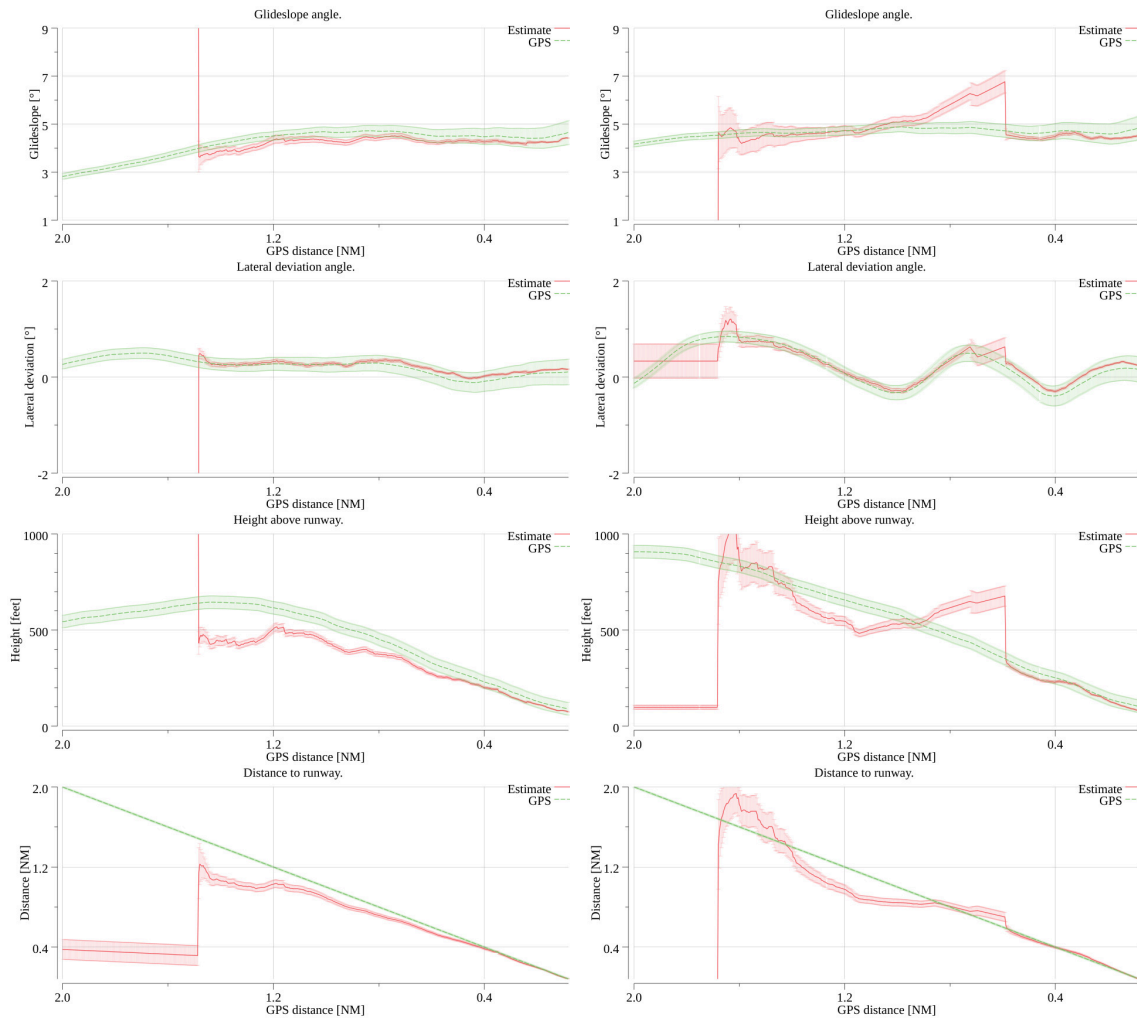 Glideslope angle.
Estimate
GPS
Glideslope [°]
9
7
5
3
1
2.0
1.2
0.4
GPS distance [NM]
Glideslope angle.
Estimate
GPS
Glideslope [°]
9
7
5
3
1
2.0
1.2
0.4
GPS distance [NM]
Lateral deviation angle.
Estimate
GPS
Lateral deviation [°]
2
0
-2
2.0
1.2
0.4
GPS distance [NM]
Lateral deviation angle.
Estimate
GPS
Lateral deviation [°]
2
0
-2
2.0
1.2
0.4
GPS distance [NM]
Height above runway.
Estimate
GPS
Height [feet]
1000
500
0
2.0
1.2
0.4
GPS distance [NM]
Height above runway.
Estimate
GPS
Height [feet]
1000
500
0
2.0
1.2
0.4
GPS distance [NM]
Distance to runway.
Estimate
GPS
Distance [NM]
2.0
1.2
0.4
2.0
1.2
0.4
GPS distance [NM]
Distance to runway.
Estimate
GPS
Distance [NM]
2.0
1.2
0.4
2.0
1.2
0.4
GPS distance [NM]